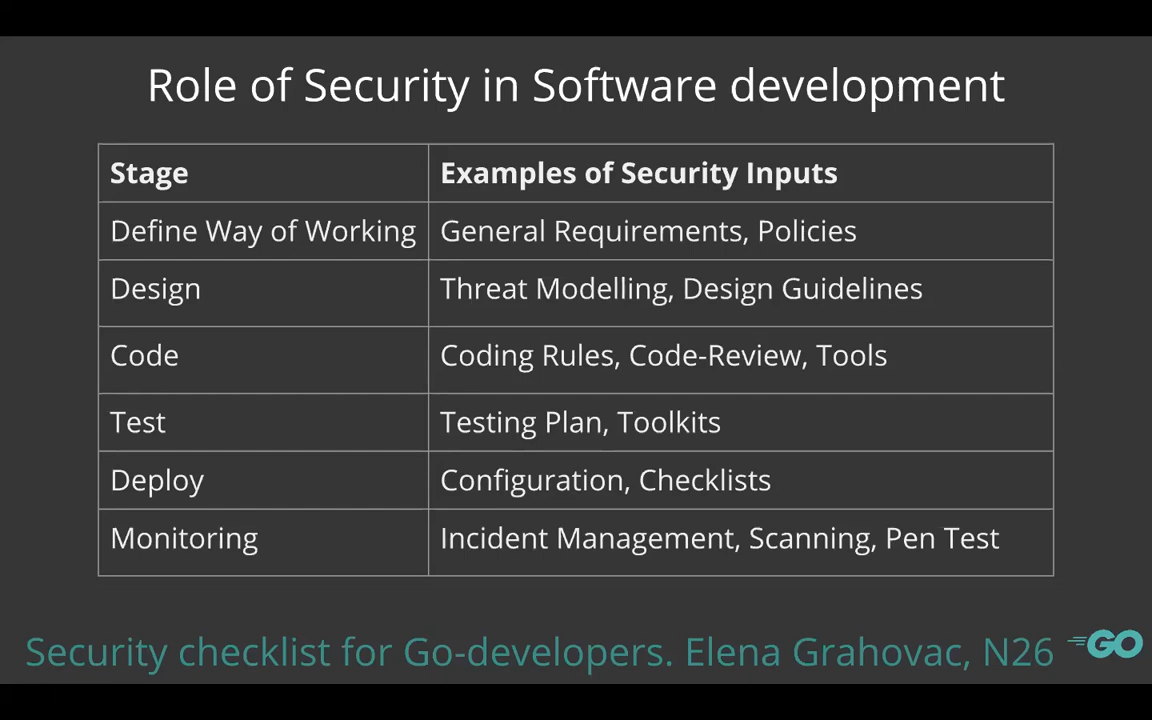 Role of Security in Software development
Stage
Examples of Security Inputs
Define Way of Working
General Requirements, Policies
Design
Threat Modelling, Design Guidelines
Code
Coding Rules, Code-Review, Tools
Test
Testing Plan, Toolkits
Deploy
Configuration, Checklists
Monitoring
Incident Management, Scanning, Pen Test
Security checklist for Go-developers. Elena Grahovac, N26
GO